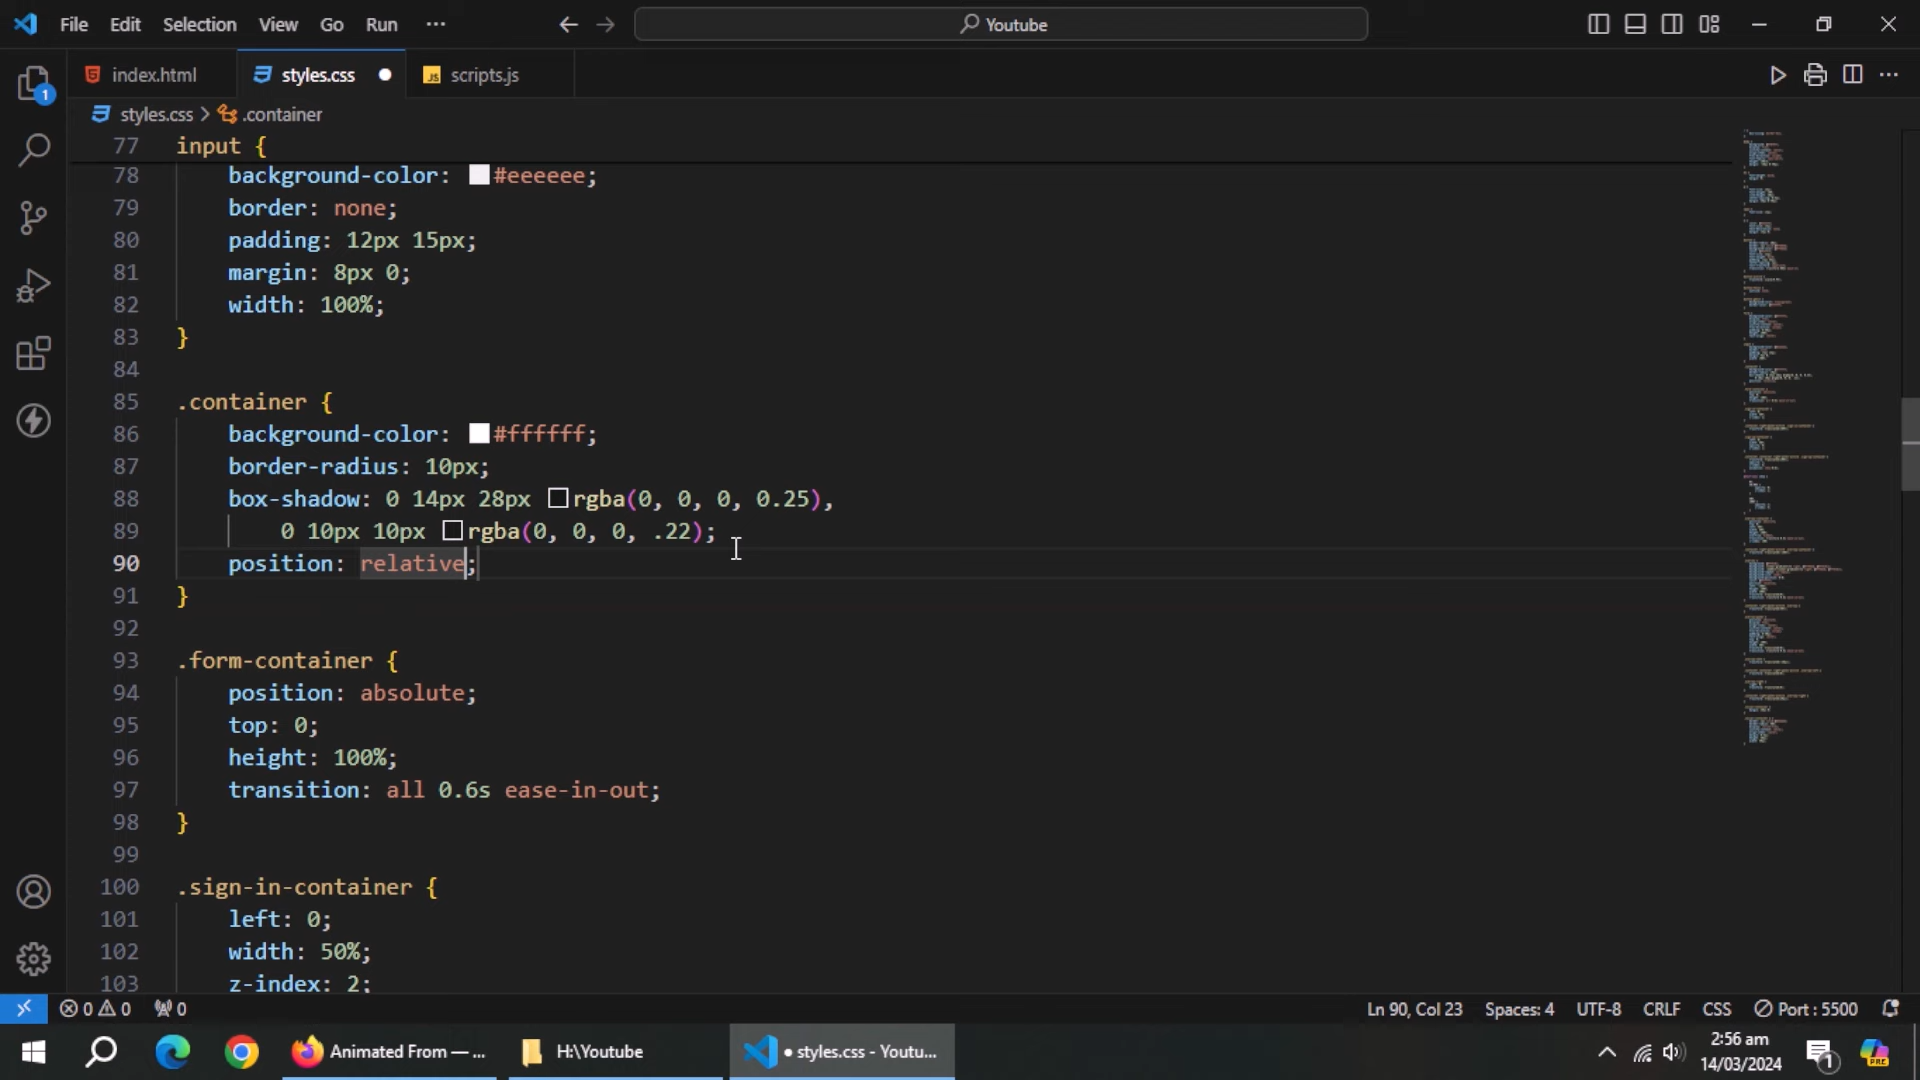 File Edit Selection View Go Run ··· Youtube
index.html styles.css scripts.js
styles.css > .container
77 input {
78 background-color: #eeeeee;
79 border: none;
80 padding: 12px 15px;
81 margin: 8px 0;
82 width: 100%;
83 }
84
85 .container {
86 background-color: #ffffff;
87 border-radius: 10px;
88 box-shadow: 0 14px 28px rgba(0, 0, 0, 0.25),
89 0 10px 10px rgba(0, 0, 0, .22);
90 position: relative;
91 }
92
93 .form-container {
94 position: absolute;
95 top: 0;
96 height: 100%;
97 transition: all 0.6s ease-in-out;
98 }
99
100 .sign-in-container {
101 left: 0;
102 width: 50%;
103 z-index: 2;
0 0 0 Ln 90, Col 23 Spaces: 4 UTF-8 CRLF CSS Port : 5500
Animated From — ... H:\Youtube ● styles.css - Youtu... 2:56 am
14/03/2024